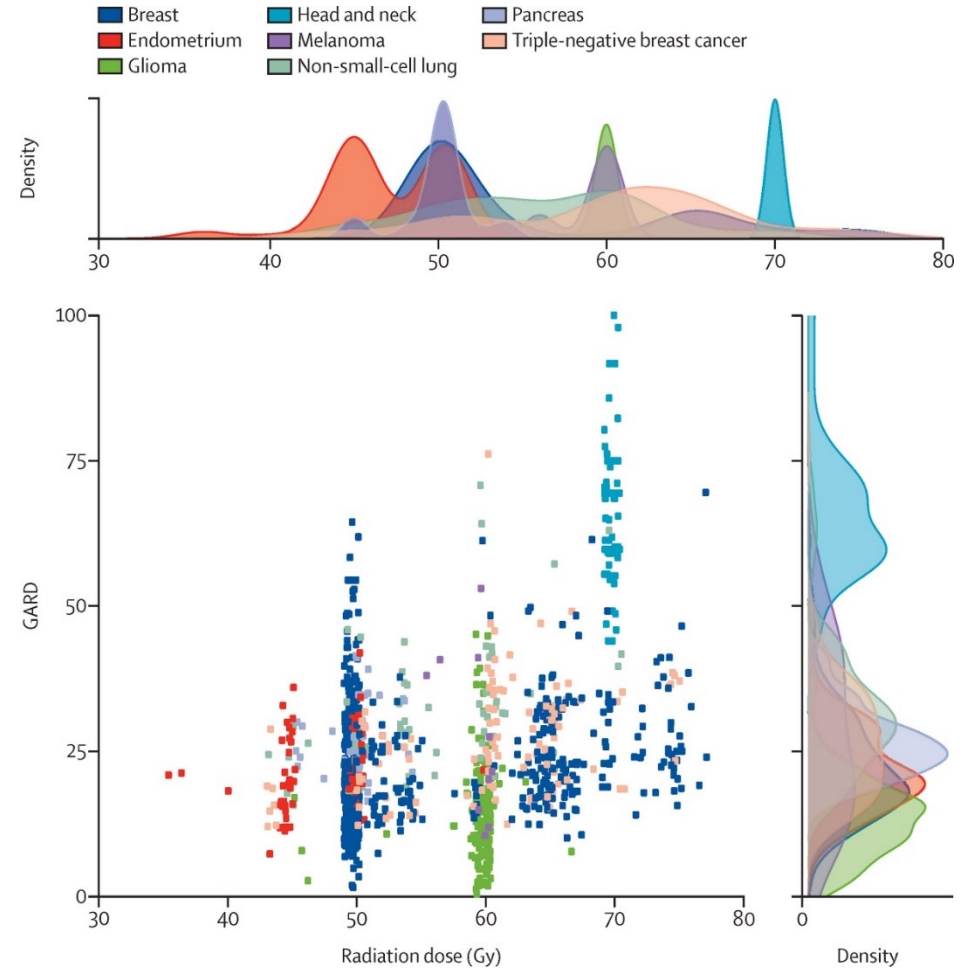 Breast
Endometrium
Glioma
Head and neck
Melanoma
Non-small-cell lung
Pancreas
Triple-negative breast cancer
Density
30 40 50 60 70 80
100
75
50
25
0
GARD
30 40 50 60 70 80
Radiation dose (Gy)
0
Density